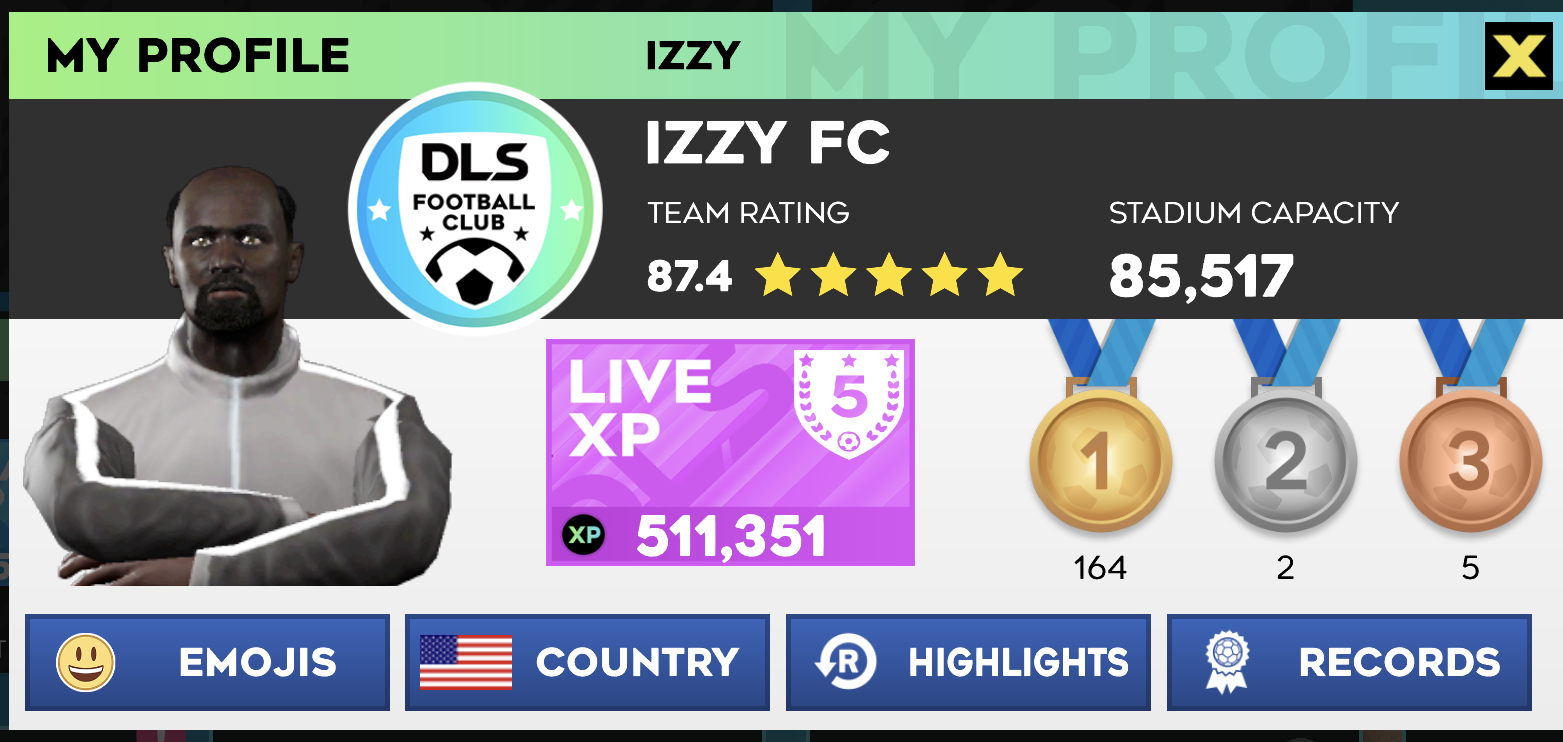 MY PROFILE
IZZY
MY PROFI
X
DLS
FOOTBALL
CLUB
IZZY FC
TEAM RATING
87.4
STADIUM CAPACITY
85,517
LIVE
XP
5
DLS
XP
511,351
1
2
3
164
2
5
EMOJIS
COUNTRY
R
HIGHLIGHTS
RECORDS